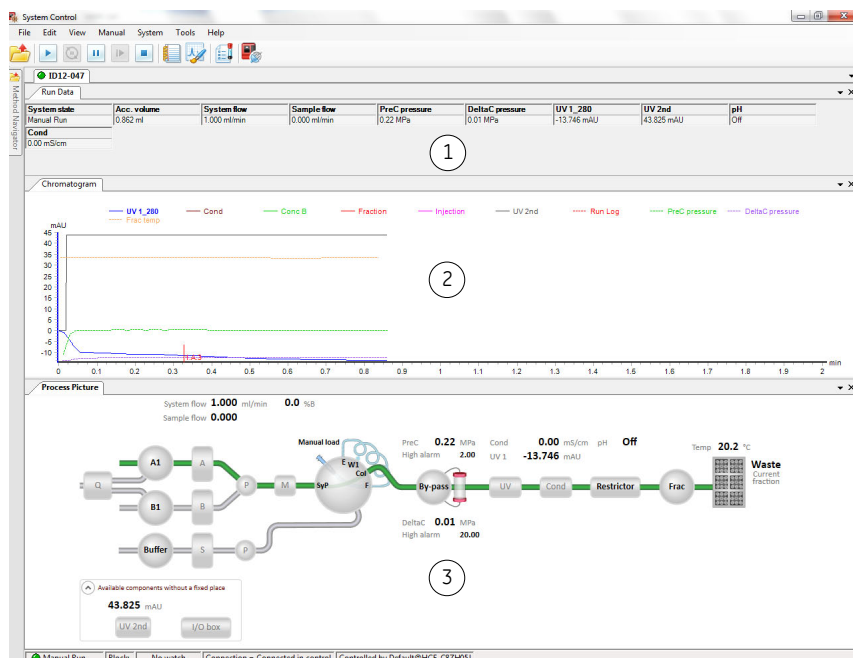 System Control
File Edit View Manual System Tools Help
ID12-047
Method Navigator
Run Data
System state Acc. volume System flow Sample flow PreC pressure DeltaC pressure UV 1_280 UV 2nd pH
Manual Run 0.862 ml 1.000 ml/min 0.000 ml/min 0.22 MPa 0.01 MPa -13.746 mAU 43.825 mAU Off
Cond
0.00 mS/cm
1
Chromatogram
UV 1_280 Cond Conc B Fraction Injection UV 2nd Run Log PreC pressure DeltaC pressure
Frac temp
mAU
45
40
35
30
25
20
15
10
5
0
-5
-10
2
1.A.3
min
0 0.1 0.2 0.3 0.4 0.5 0.6 0.7 0.8 0.9 1 1.1 1.2 1.3 1.4 1.5 1.6 1.7 1.8 1.9 2
Process Picture
System flow 1.000 ml/min 0.0 %B
Sample flow 0.000
Manual load PreC 0.22 MPa Cond 0.00 mS/cm pH Off Temp 20.2 °C
High alarm 2.00 UV 1 -13.746 mAU
A1 A E W1 Col Waste
Current
fraction
Q P M SyP F By-pass UV Cond Restrictor Frac
B1 B
DeltaC 0.01 MPa
High alarm 20.00
Buffer S P
3
Available components without a fixed place
43.825 mAU
UV 2nd I/O box
Manual Run Block: No watch Connection = Connected in control